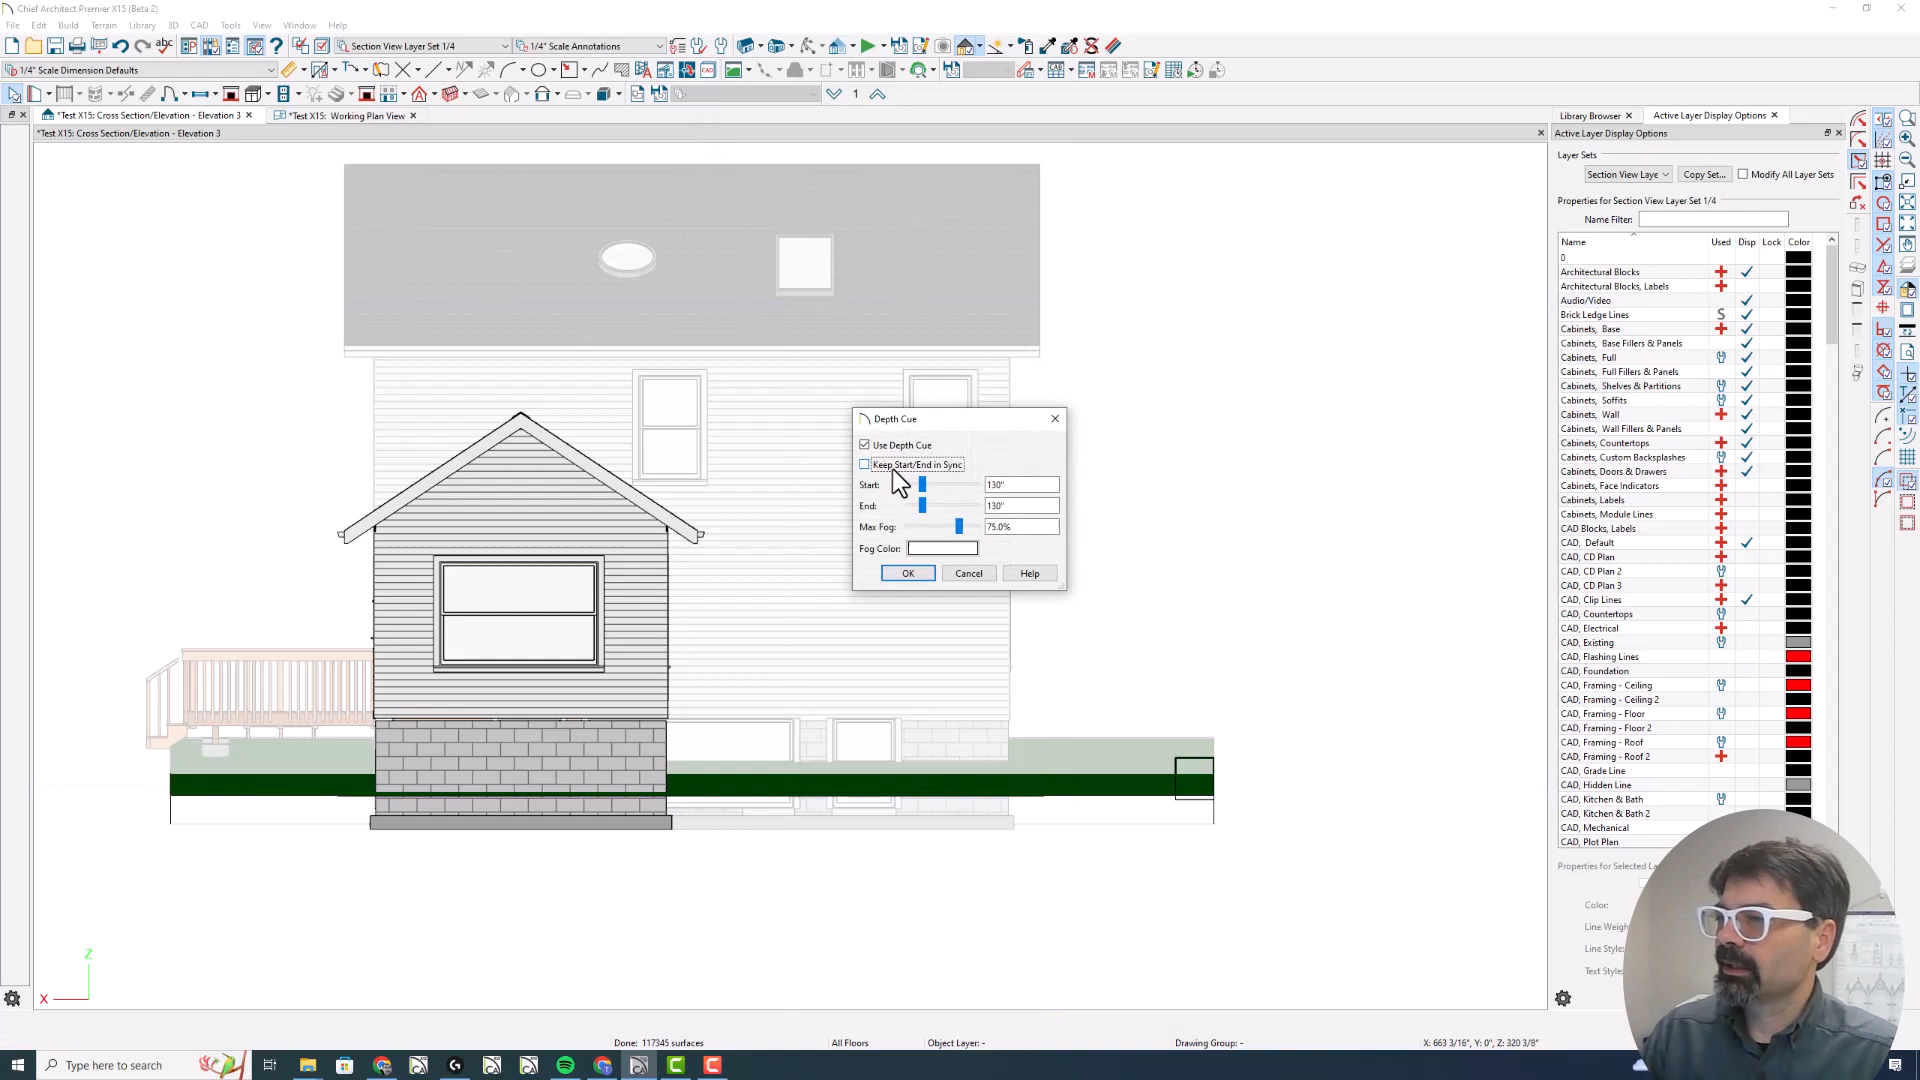 Chief Architect Premier X15 (Beta 2)
File Edit Build Terrain Library 3D CAD Tools View Window Help
abc Section View Layer Set 1/4 1/4" Scale Annotations
1/4" Scale Dimension Defaults
1
*Test X15: Cross Section/Elevation - Elevation 3
*Test X15: Working Plan View
*Test X15: Cross Section/Elevation - Elevation 3
Depth Cue
Use Depth Cue
Keep Start/End in Sync
Start: 130"
End: 130"
Max Fog: 75.0%
Fog Color:
OK Cancel Help
Z
X
Library Browser Active Layer Display Options
Active Layer Display Options
Layer Sets
Section View Laye Copy Set... Modify All Layer Sets
Properties for Section View Layer Set 1/4
Name Filter:
Name Used Disp Lock Color
0
Architectural Blocks
Architectural Blocks, Labels
Audio/Video
Brick Ledge Lines S
Cabinets, Base
Cabinets, Base Fillers & Panels
Cabinets, Full
Cabinets, Full Fillers & Panels
Cabinets, Shelves & Partitions
Cabinets, Soffits
Cabinets, Wall
Cabinets, Wall Fillers & Panels
Cabinets, Countertops
Cabinets, Custom Backsplashes
Cabinets, Doors & Drawers
Cabinets, Face Indicators
Cabinets, Labels
Cabinets, Module Lines
CAD Blocks, Labels
CAD, Default
CAD, CD Plan
CAD, CD Plan 2
CAD, CD Plan 3
CAD, Clip Lines
CAD, Countertops
CAD, Electrical
CAD, Existing
CAD, Flashing Lines
CAD, Foundation
CAD, Framing - Ceiling
CAD, Framing - Ceiling 2
CAD, Framing - Floor
CAD, Framing - Floor 2
CAD, Framing - Roof
CAD, Framing - Roof 2
CAD, Grade Line
CAD, Hidden Line
CAD, Kitchen & Bath
CAD, Kitchen & Bath 2
CAD, Mechanical
CAD, Plot Plan
Properties for Selected La
Color:
Line Weigh
Line Style:
Text Style:
Done: 117345 surfaces All Floors Object Layer: - Drawing Group: - X: 663 3/16", Y: 0", Z: 320 3/8"
Type here to search